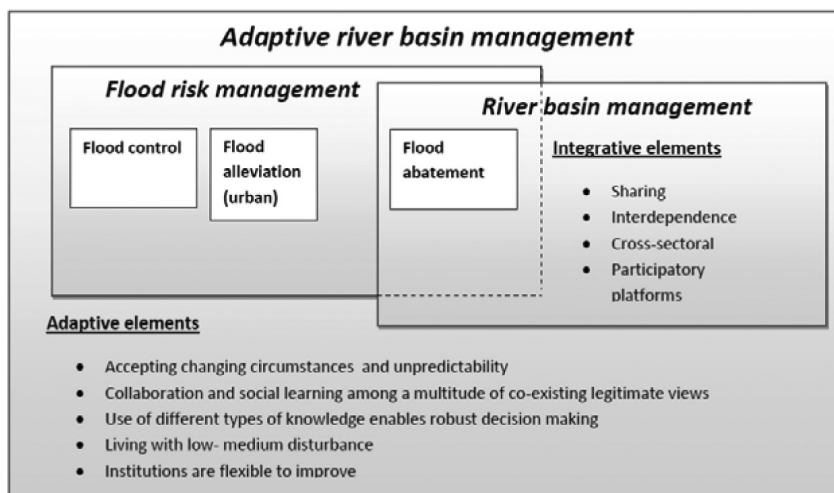 Adaptive river basin management
Flood risk management
River basin management
Flood control
Flood
alleviation
(urban)
Flood
abatement
Integrative elements
• Sharing
• Interdependence
• Cross-sectoral
• Participatory
platforms
Adaptive elements
• Accepting changing circumstances and unpredictability
• Collaboration and social learning among a multitude of co-existing legitimate views
• Use of different types of knowledge enables robust decision making
• Living with low- medium disturbance
• Institutions are flexible to improve